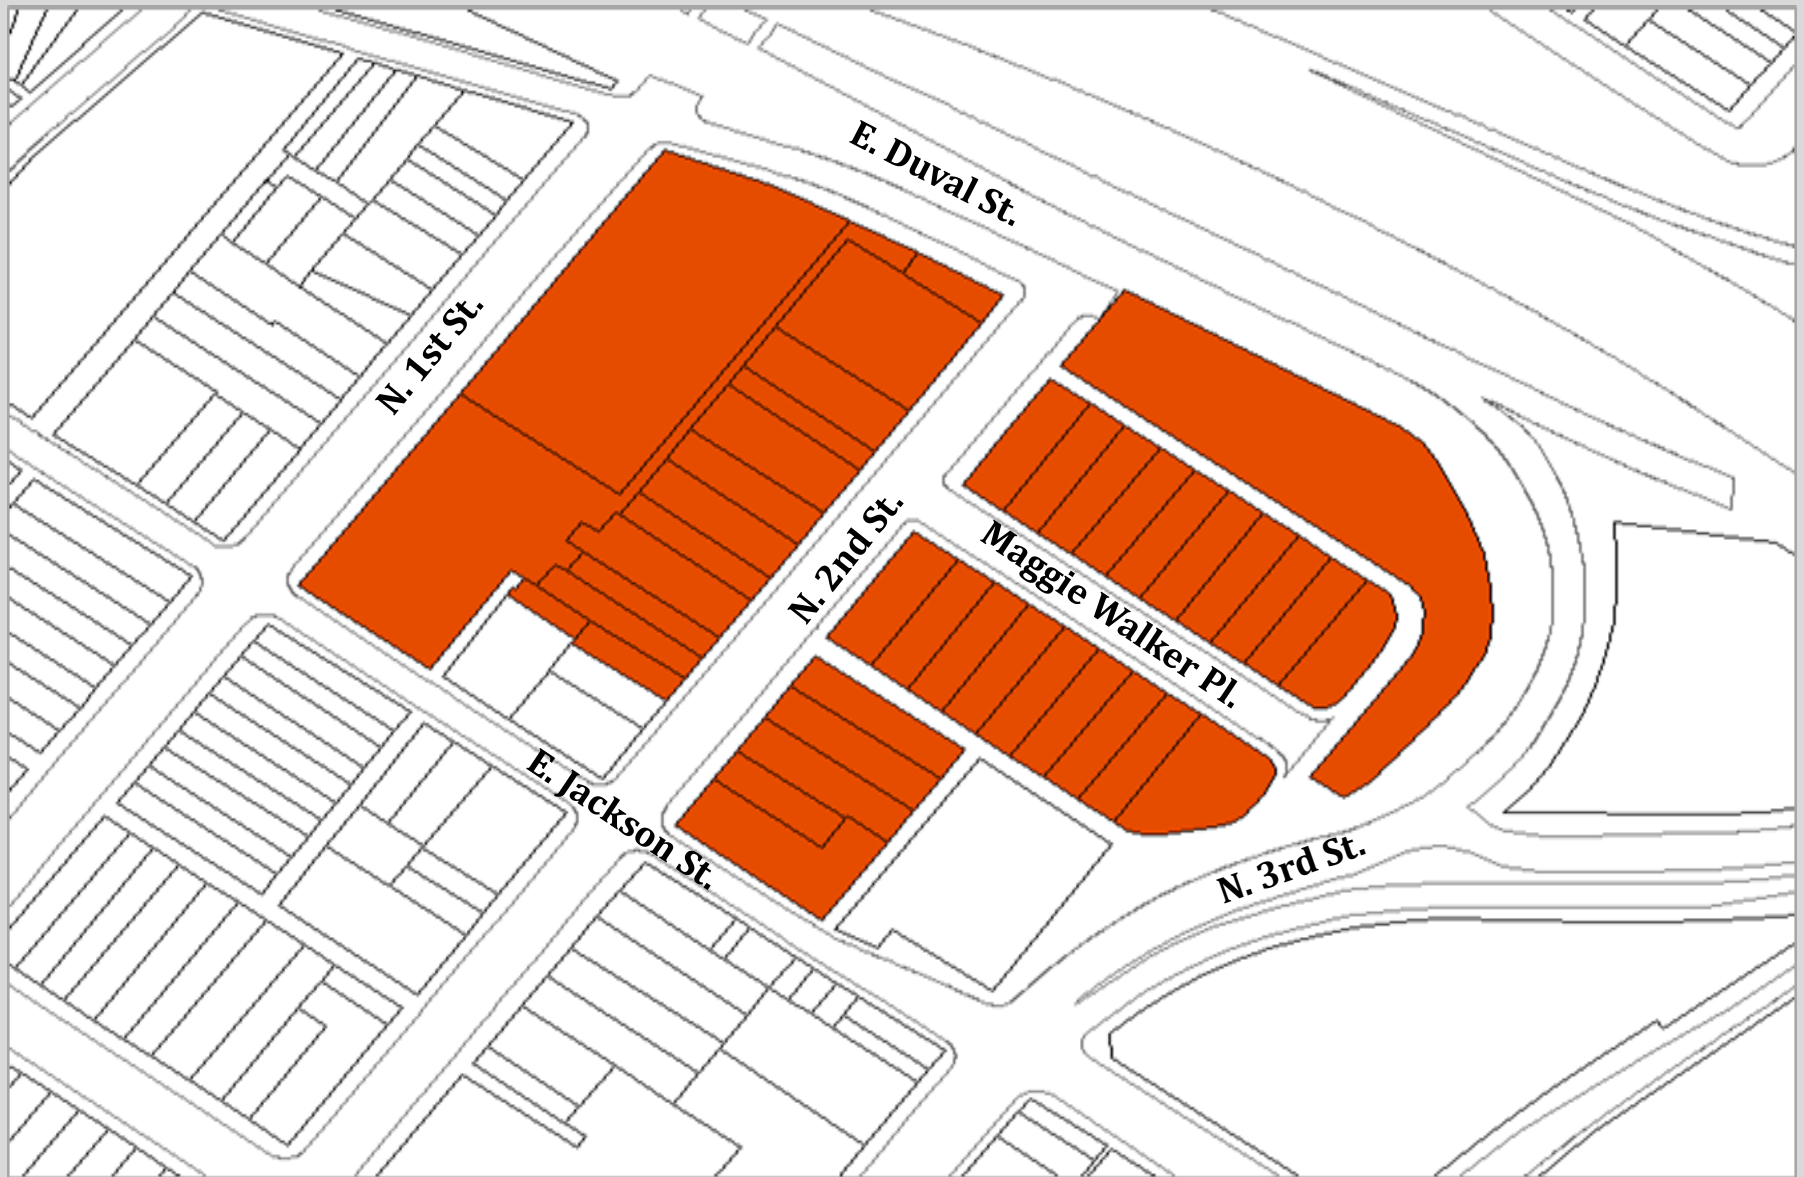 E. Duval St.
N. 1st St.
N. 2nd St.
Maggie Walker Pl.
E. Jackson St.
N. 3rd St.